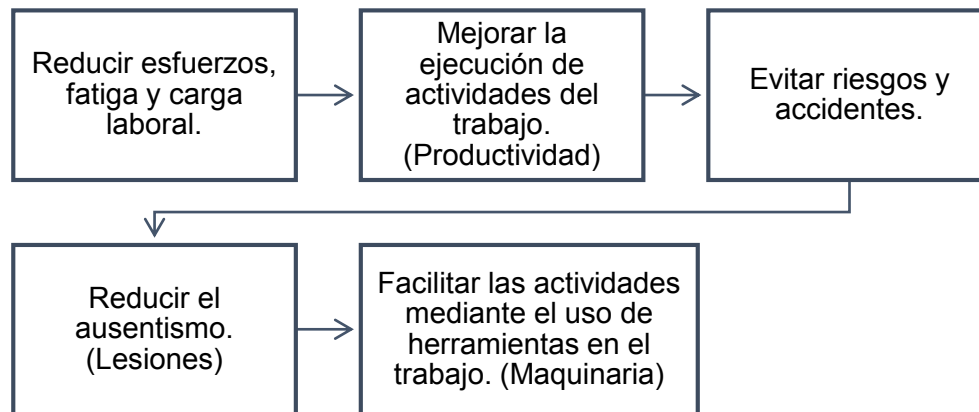 Reducir esfuerzos,
fatiga y carga
laboral.
Mejorar la
ejecución de
actividades del
trabajo.
(Productividad)
Evitar riesgos y
accidentes.
Reducir el
ausentismo.
(Lesiones)
Facilitar las actividades
mediante el uso de
herramientas en el
trabajo. (Maquinaria)